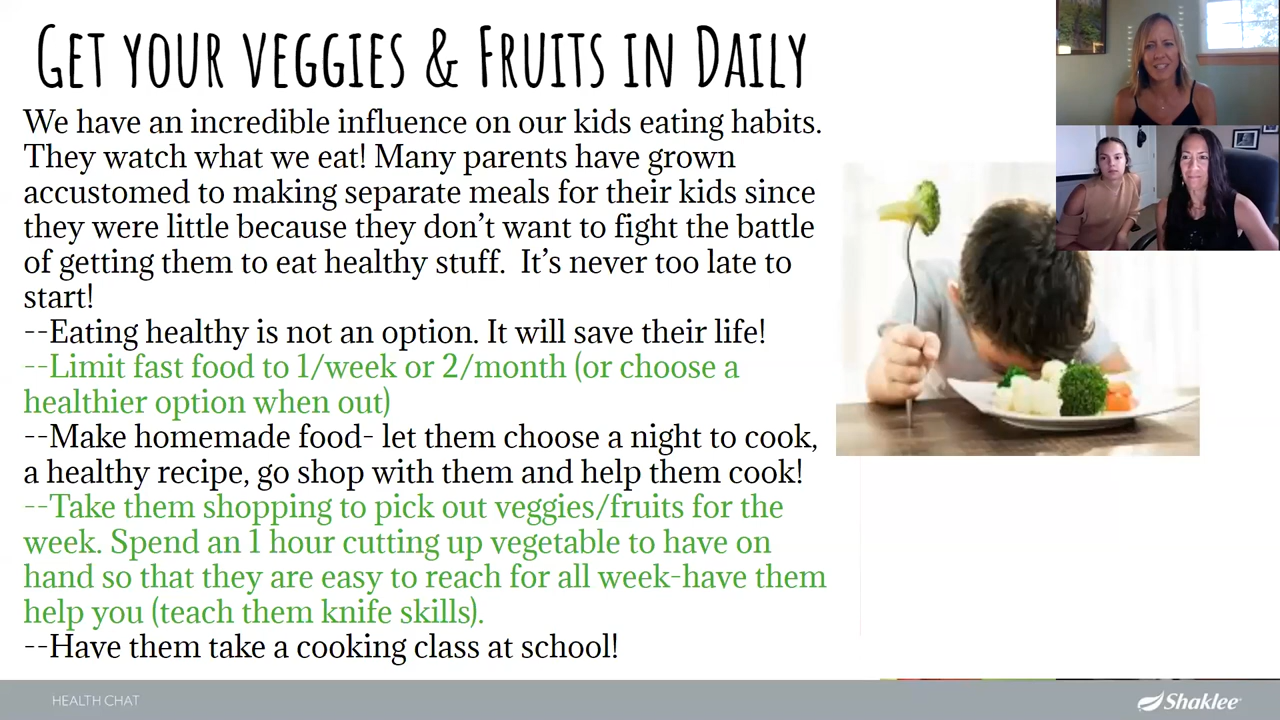 Get your veggies & Fruits in Daily
We have an incredible influence on our kids eating habits.
They watch what we eat! Many parents have grown
accustomed to making separate meals for their kids since
they were little because they don’t want to fight the battle
of getting them to eat healthy stuff. It’s never too late to
start!
--Eating healthy is not an option. It will save their life!
--Limit fast food to 1/week or 2/month (or choose a
healthier option when out)
--Make homemade food- let them choose a night to cook,
a healthy recipe, go shop with them and help them cook!
--Take them shopping to pick out veggies/fruits for the
week. Spend an 1 hour cutting up vegetable to have on
hand so that they are easy to reach for all week-have them
help you (teach them knife skills).
--Have them take a cooking class at school!
HEALTH CHAT
Shaklee